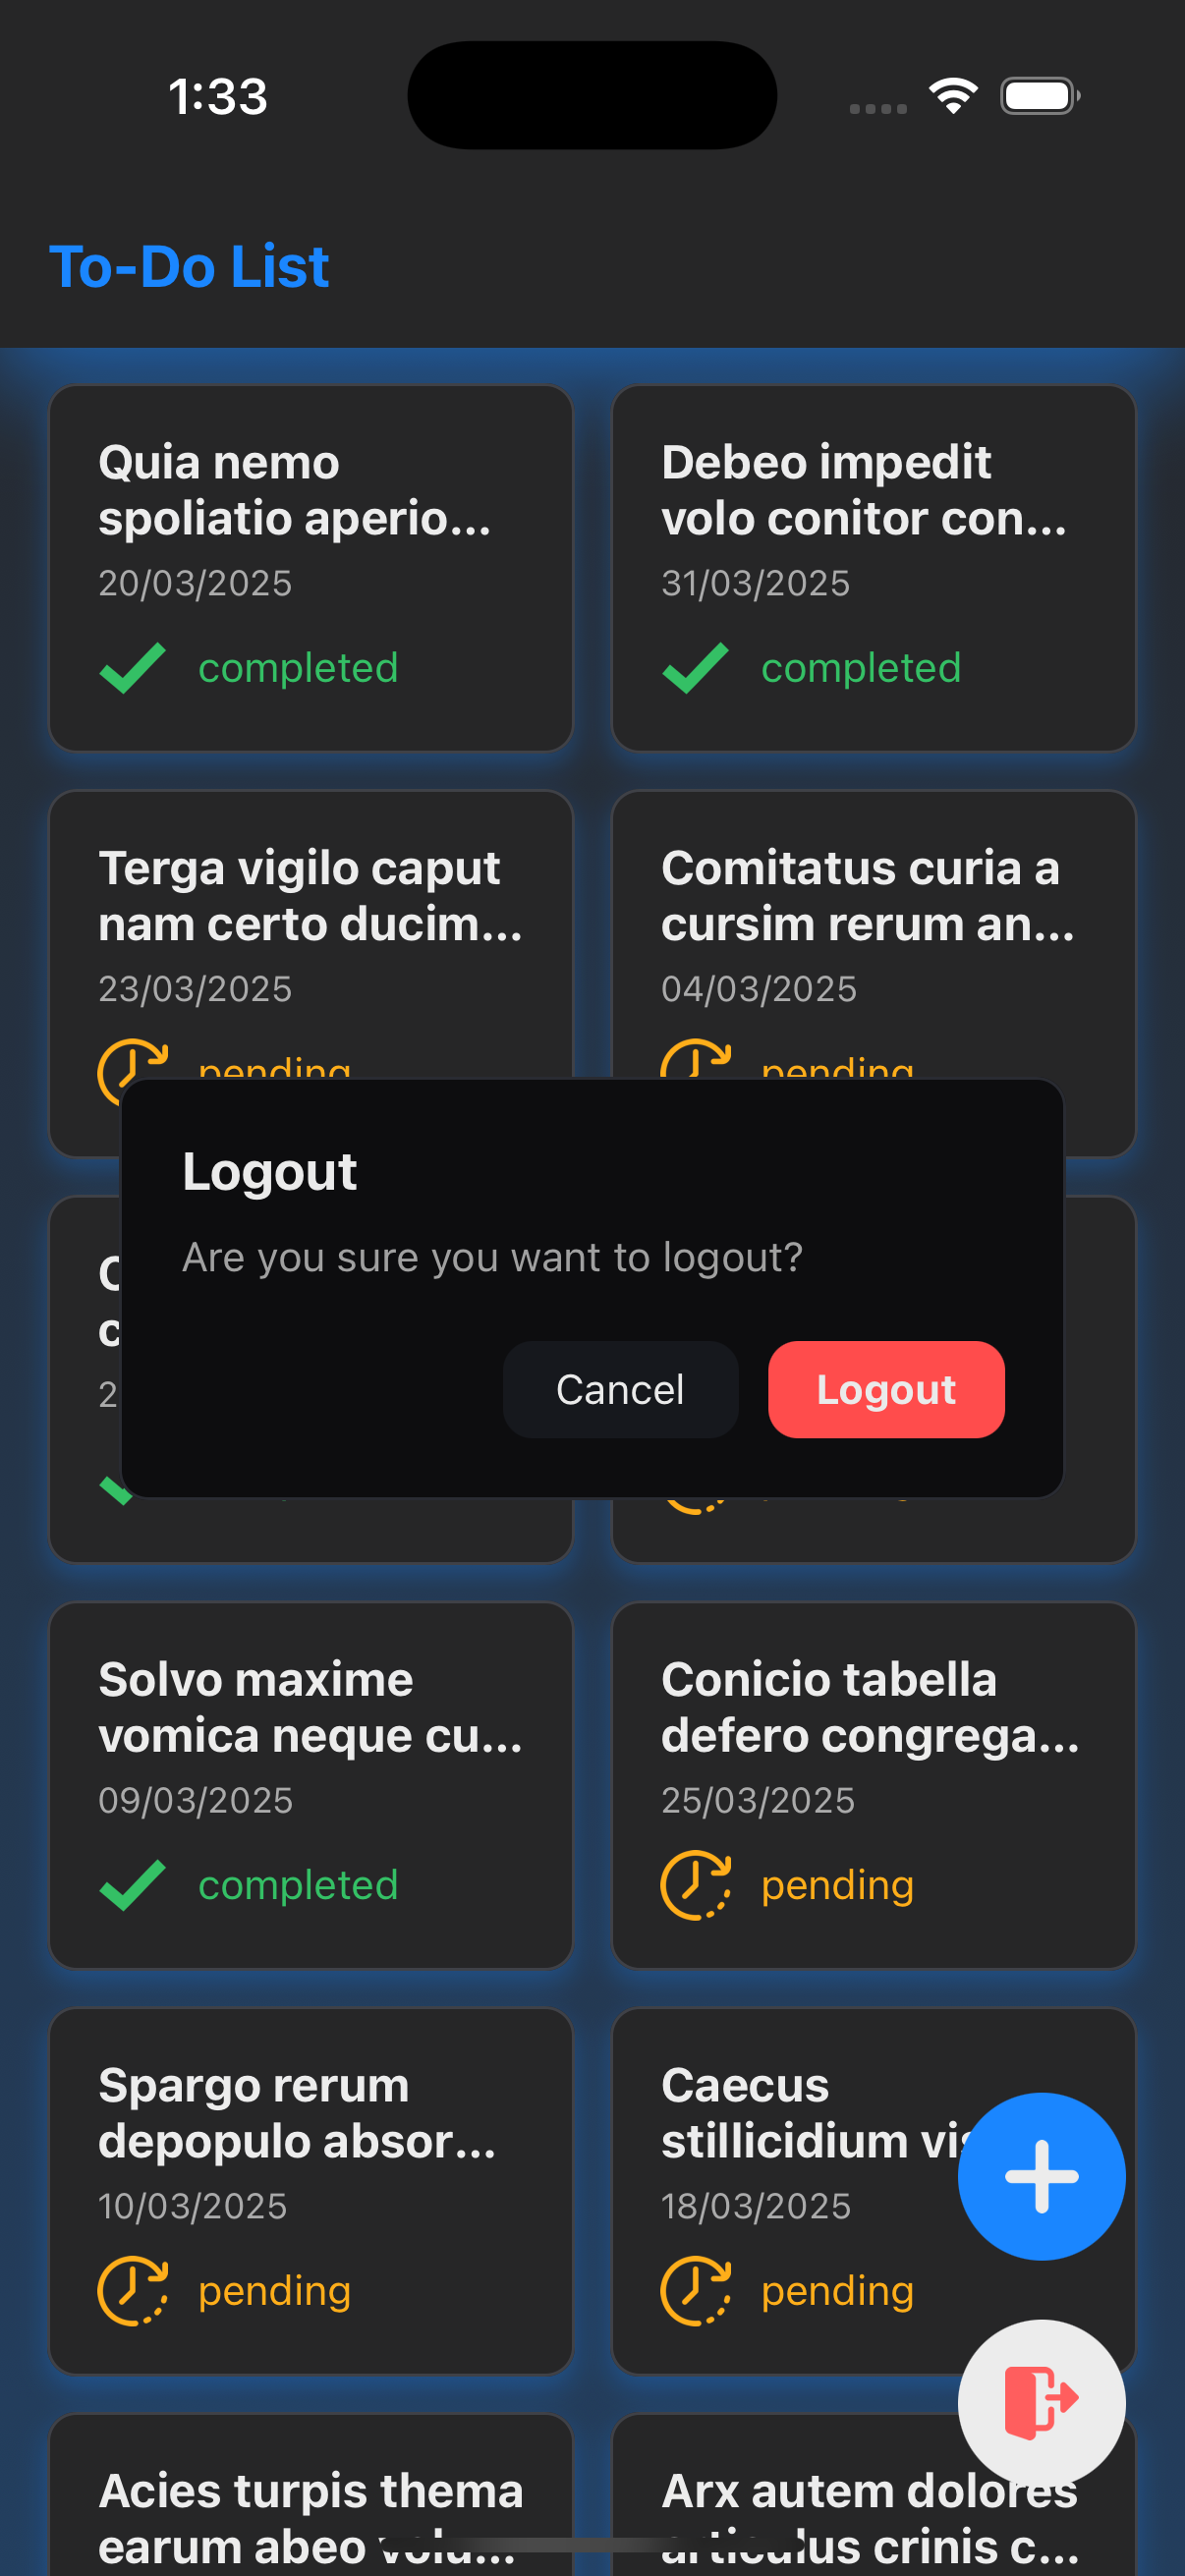 1:33
To-Do List
Quia nemo
spoliatio aperio...
20/03/2025
completed
Debeo impedit
volo conitor con...
31/03/2025
completed
Terga vigilo caput
nam certo ducim...
23/03/2025
pending
Comitatus curia a
cursim rerum an...
04/03/2025
pending
Logout
Are you sure you want to logout?
Cancel
Logout
Solvo maxime
vomica neque cu...
09/03/2025
completed
Conicio tabella
defero congrega...
25/03/2025
pending
Spargo rerum
depopulo absor...
10/03/2025
pending
Caecus
stillicidium
18/03/2025
pending
Acies turpis thema
earum abeo volu...
Arx autem dolores
articulus crinis c...